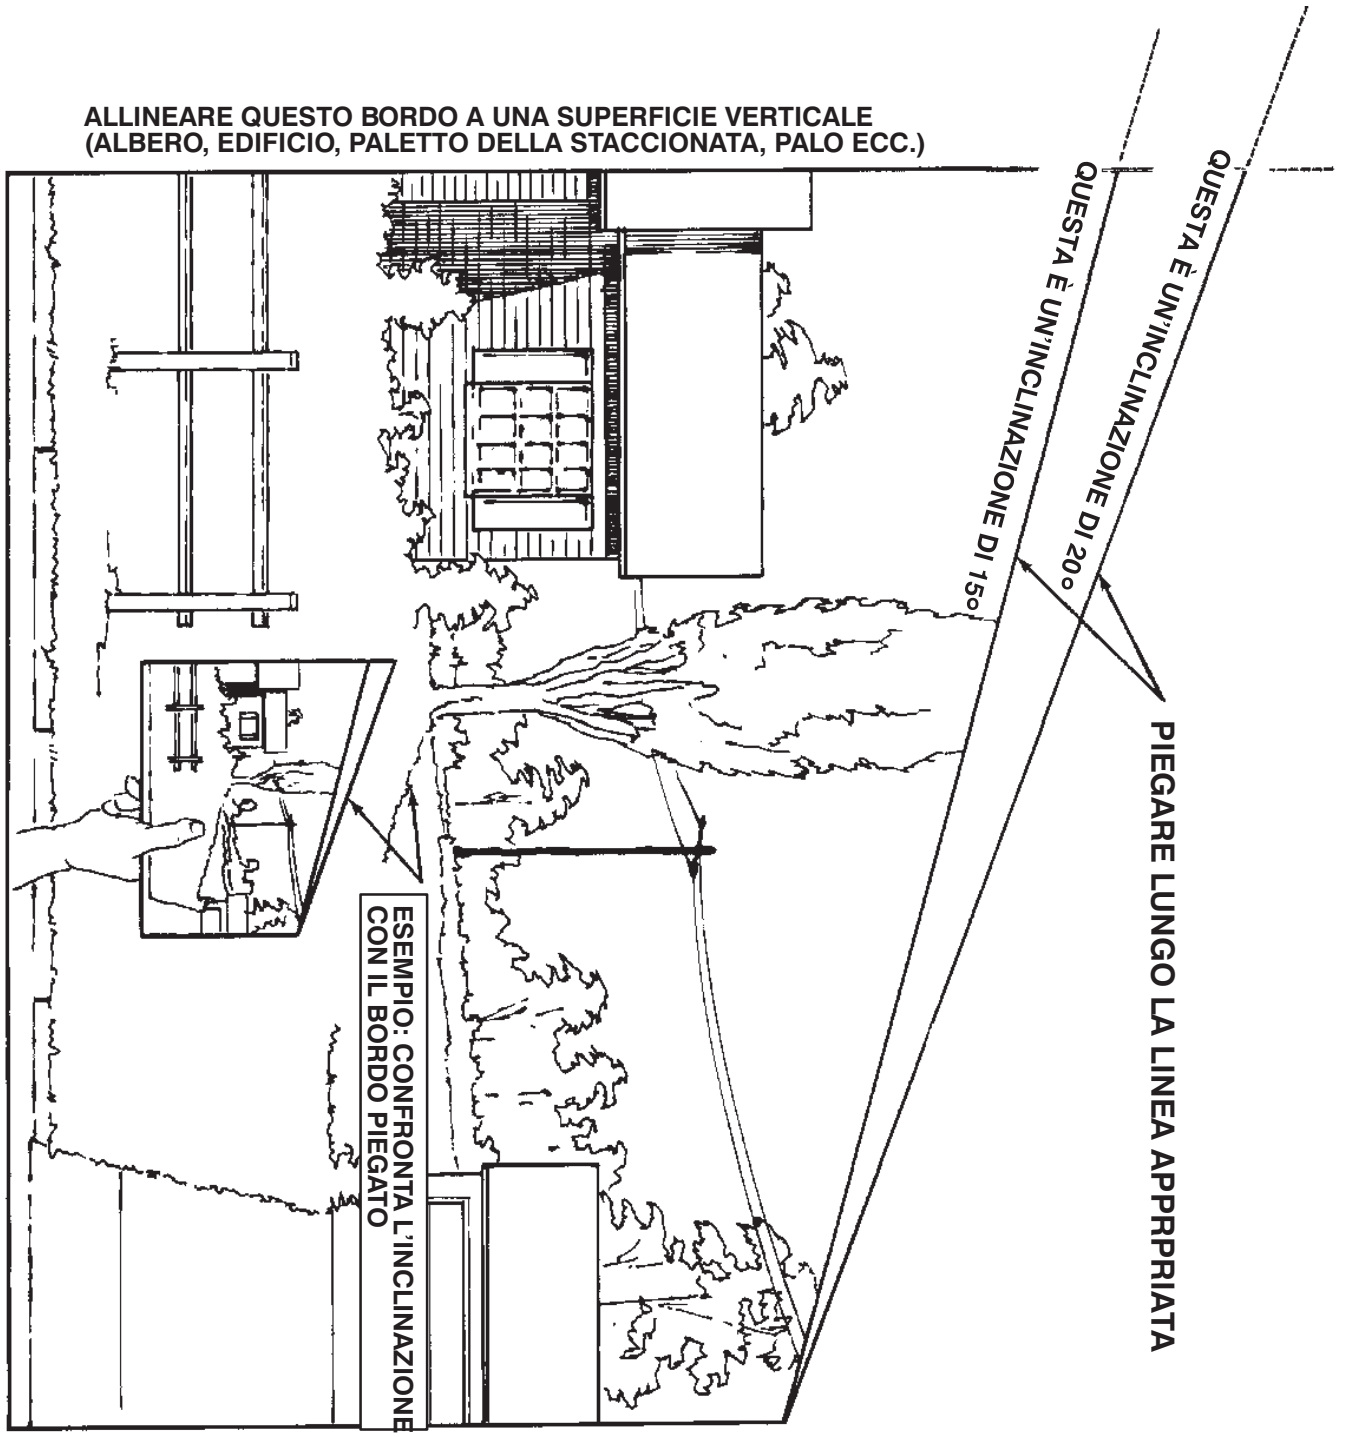 ALLINEARE QUESTO BORDO A UNA SUPERFICIE VERTICALE
(ALBERO, EDIFICIO, PALETTO DELLA STACCIONATA, PALO ECC.)
QUESTA È UN'INCLINAZIONE DI 20°
QUESTA È UN'INCLINAZIONE DI 15°
PIEGARE LUNGO LA LINEA APPRPRIATA
ESEMPIO: CONFRONTA L'INCLINAZIONE
CON IL BORDO PIEGATO